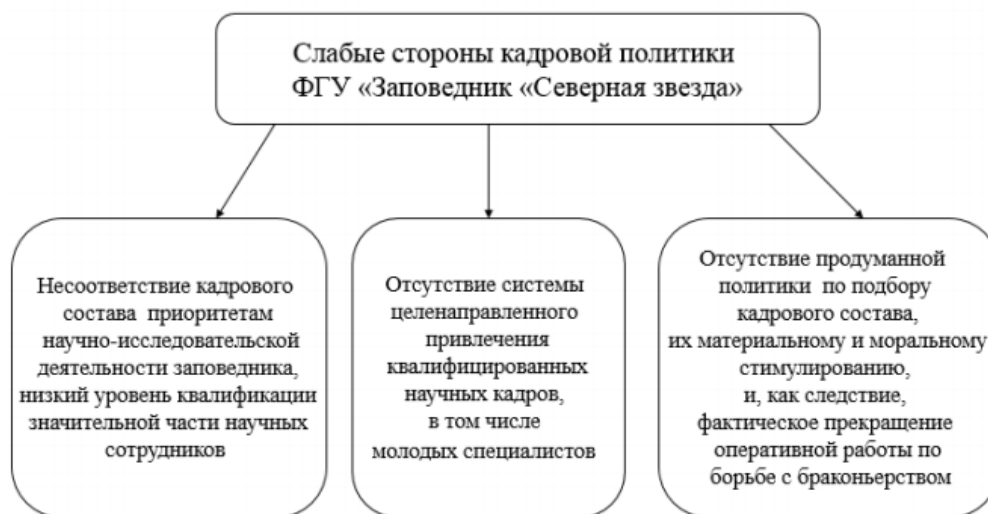 Слабые стороны кадровой политики
ФГУ «Заповедник «Северная звезда»
Несоответствие кадрового
состава приоритетам
научно-исследовательской
деятельности заповедника,
низкий уровень квалификации
значительной части научных
сотрудников
Отсутствие системы
целенаправленного
привлечения
квалифицированных
научных кадров,
в том числе
молодых специалистов
Отсутствие продуманной
политики по подбору
кадрового состава,
их материальному и моральному
стимулированию,
и, как следствие,
фактическое прекращение
оперативной работы по
борьбе с браконьерством